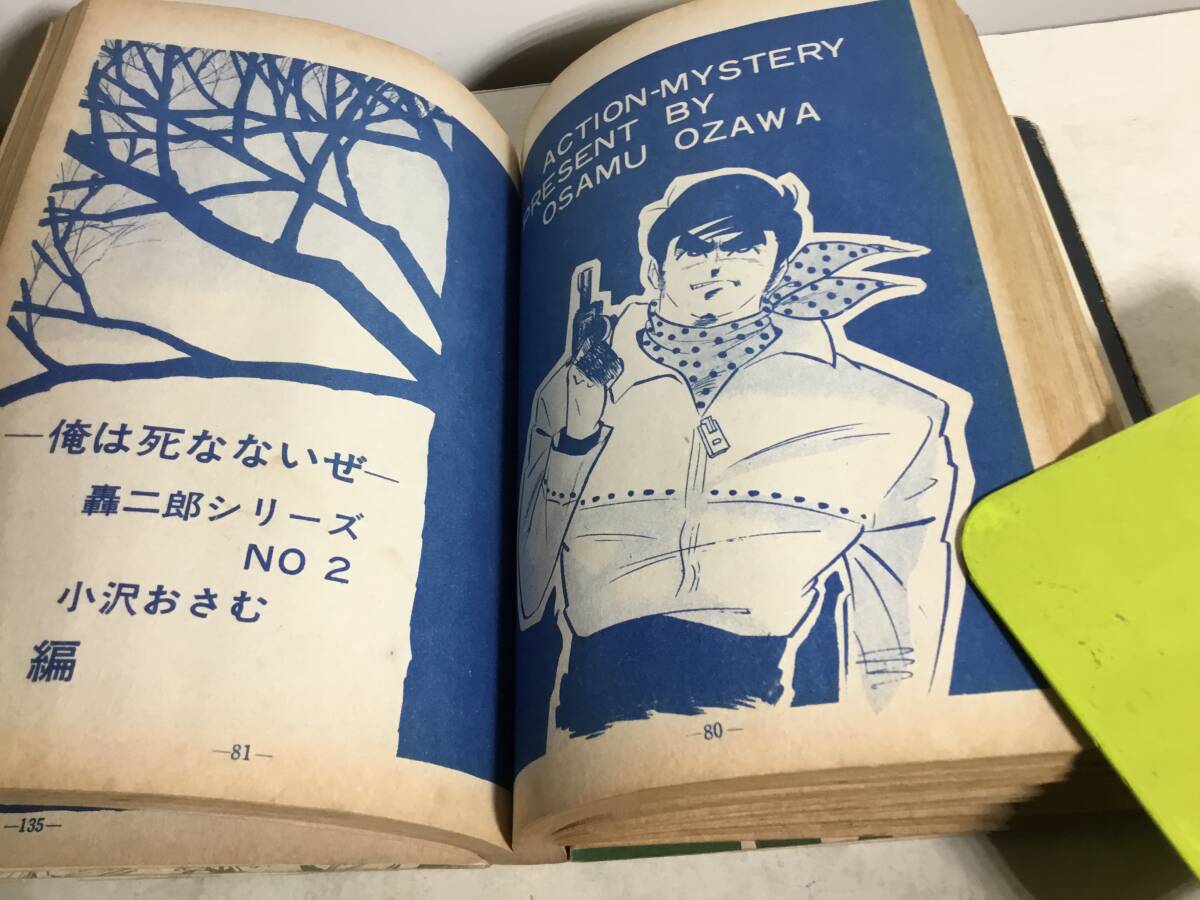 ACTION-MYSTERY
PRESENT BY
OSAMU OZAWA
—80—
—俺は死なないぜ—
轟二郎シリーズ
NO 2
小沢おさむ
編
—81—
—135—